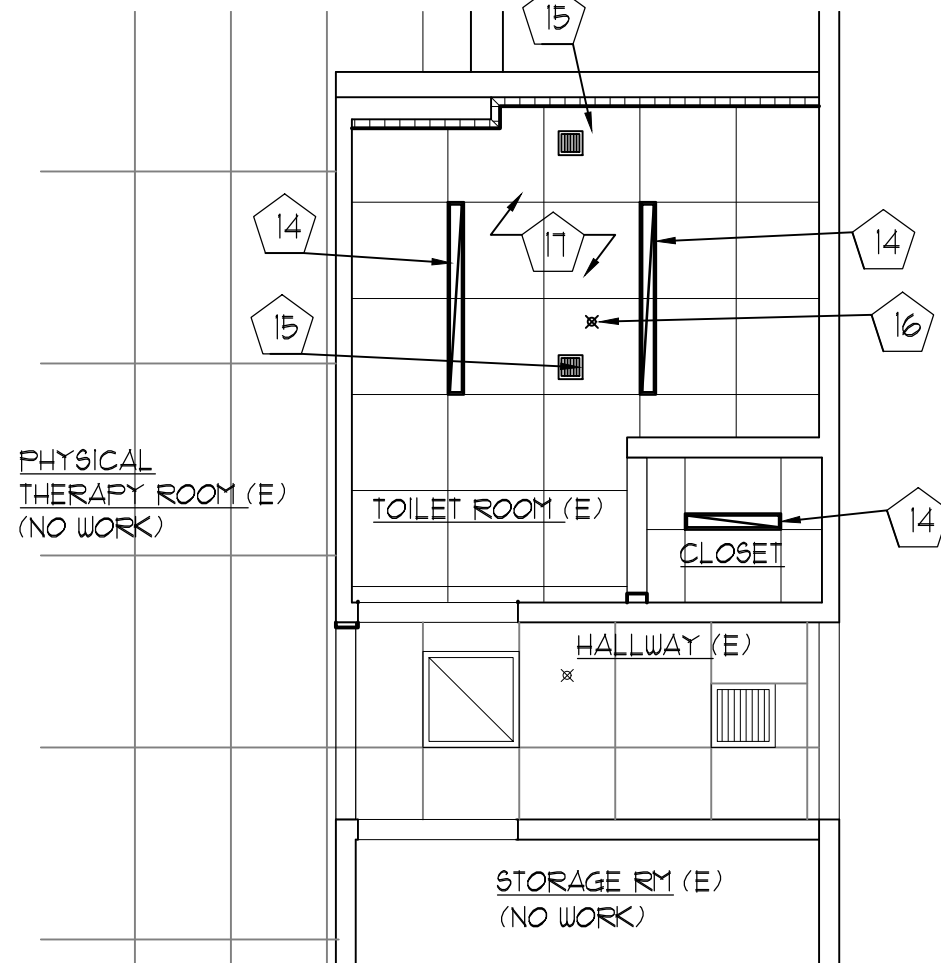 15
14
17
14
15
16
PHYSICAL
THERAPY ROOM (E)
(NO WORK)
TOILET ROOM (E)
14
CLOSET
HALLWAY (E)
STORAGE RM (E)
(NO WORK)